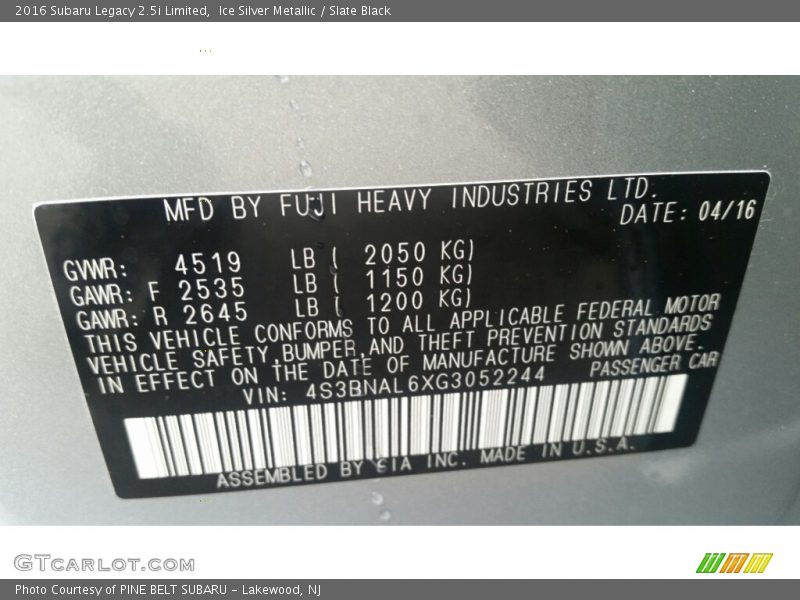 2016 Subaru Legacy 2.5i Limited,  Ice Silver Metallic / Slate Black
MFD BY FUJI HEAVY INDUSTRIES LTD.
DATE: 04/16
GVWR: 4519 LB ( 2050 KG)
GAWR: F 2535 LB ( 1150 KG)
GAWR: R 2645 LB ( 1200 KG)
THIS VEHICLE CONFORMS TO ALL APPLICABLE FEDERAL MOTOR
VEHICLE SAFETY,BUMPER,AND THEFT PREVENTION STANDARDS
IN EFFECT ON THE DATE OF MANUFACTURE SHOWN ABOVE.
VIN: 4S3BNAL6XG3052244 PASSENGER CAR
ASSEMBLED BY SIA INC. MADE IN U.S.A.
GTCARLOT.COM
Photo Courtesy of PINE BELT SUBARU - Lakewood, NJ